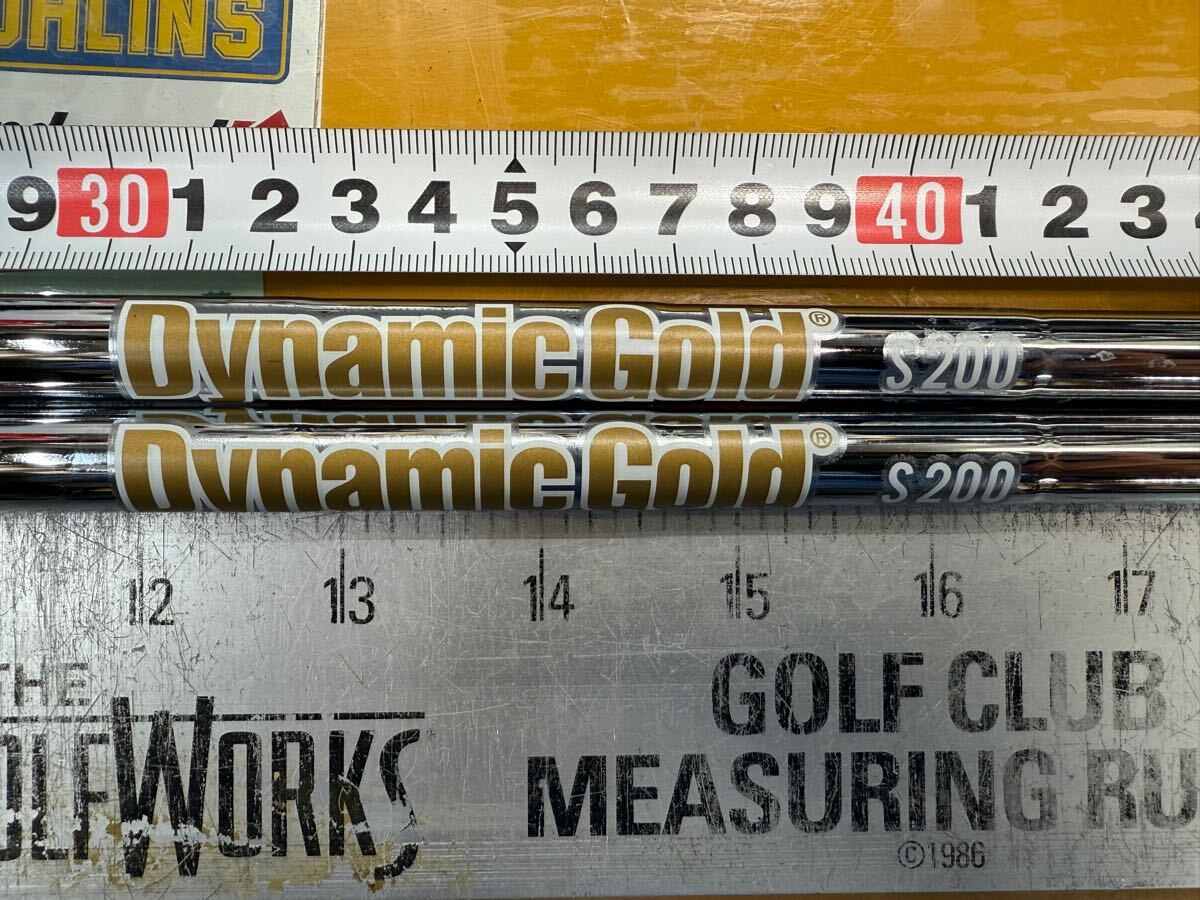 OHLINS
9 30 1 2 3 4 5 6 7 8 9 40 1 2 3
Dynamic Gold® S200
Dynamic Gold® S200
12 13 14 15 16 17
THE
GOLF CLUB
OLFWORKS®
MEASURING RU
©1986